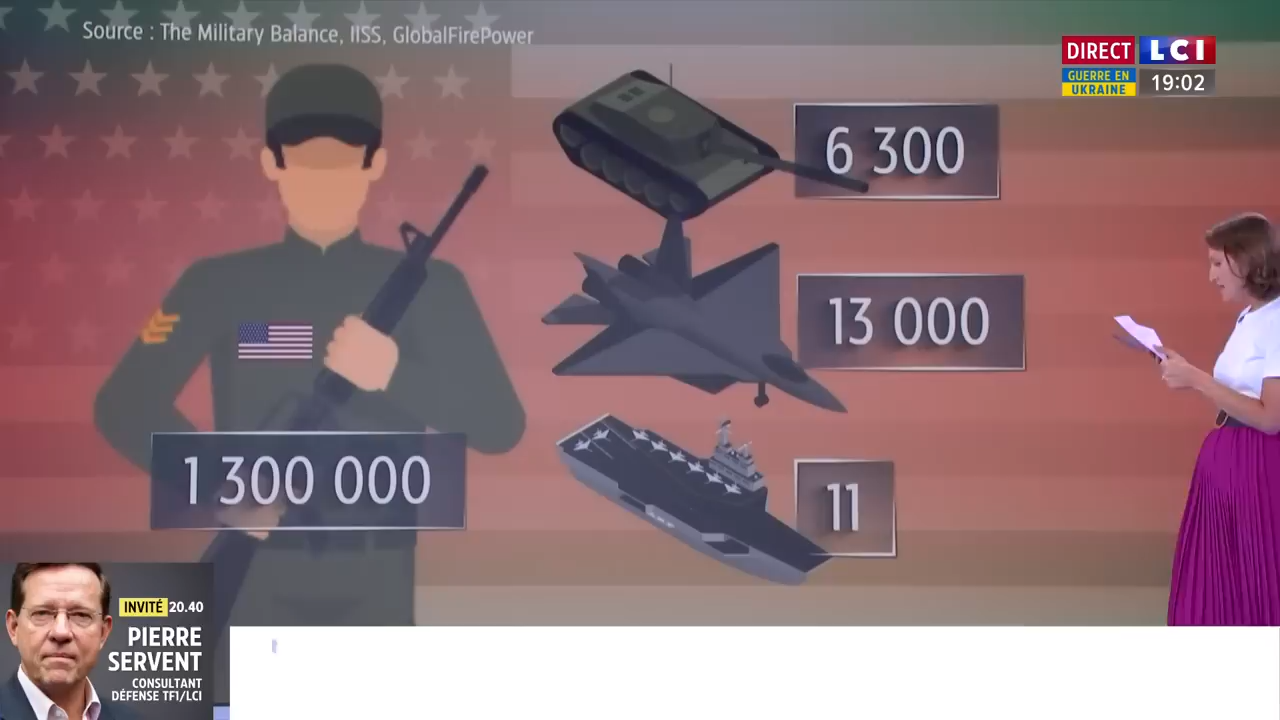 Source : The Military Balance, IISS, GlobalFirePower
DIRECT LCI
GUERRE EN
UKRAINE
19:02
6 300
13 000
1 300 000
11
INVITÉ 20.40
PIERRE
SERVENT
CONSULTANT
DÉFENSE TF1/LCI